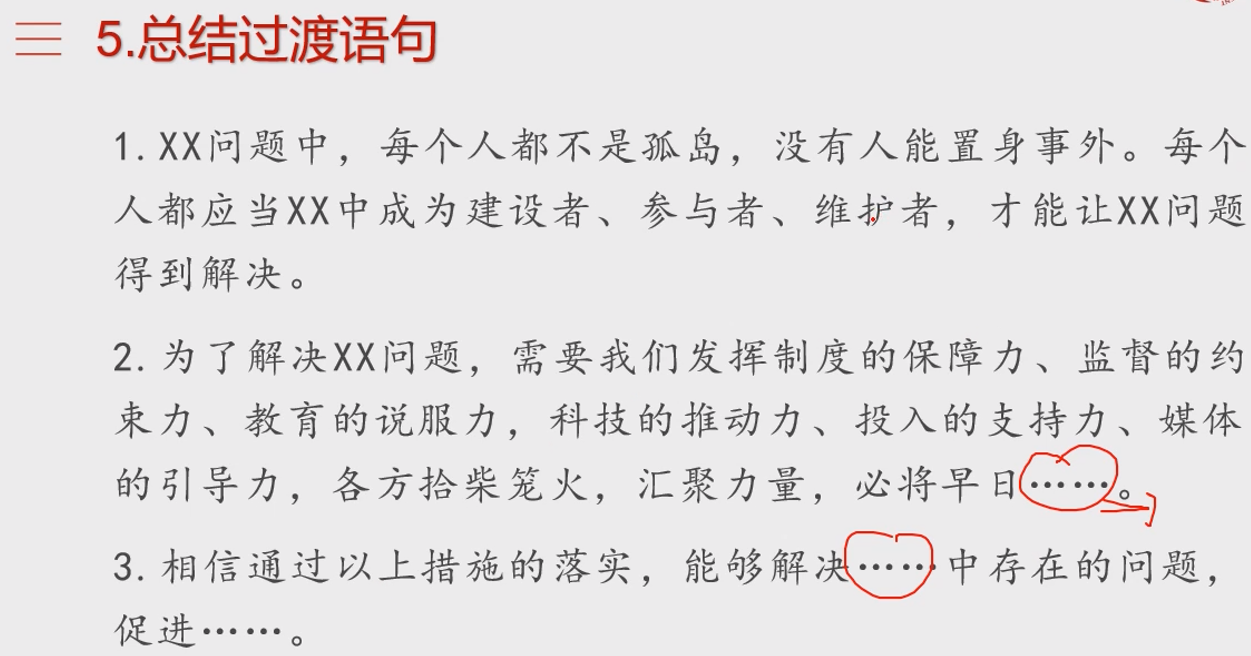 5.总结过渡语句
1. XX问题中，每个人都不是孤岛，没有人能置身事外。每个
人都应当XX中成为建设者、参与者、维护者，才能让XX问题
得到解决。
2. 为了解决XX问题，需要我们发挥制度的保障力、监督的约
束力、教育的说服力，科技的推动力、投入的支持力、媒体
的引导力，各方拾柴笼火，汇聚力量，必将早日……。
3. 相信通过以上措施的落实，能够解决……中存在的问题，
促进……。